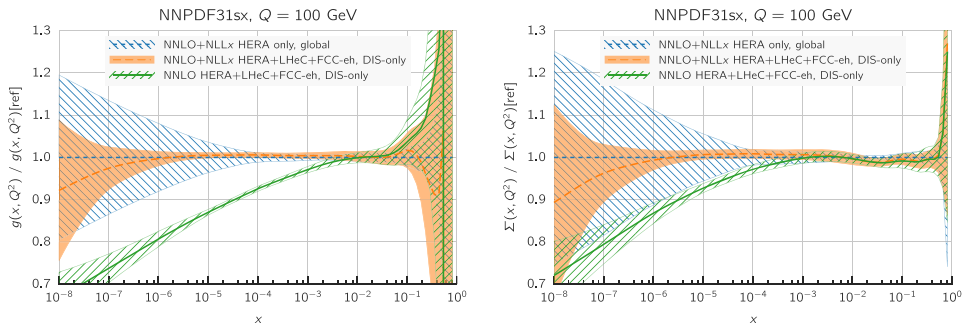 NNPDF31sx, Q = 100 GeV
g(x, Q²) / g(x, Q²)[ref]
1.3
1.2
1.1
1.0
0.9
0.8
0.7
NNLO+NLLx HERA only, global
NNLO+NLLx HERA+LHeC+FCC-eh, DIS-only
NNLO HERA+LHeC+FCC-eh, DIS-only
10⁻⁸ 10⁻⁷ 10⁻⁶ 10⁻⁵ 10⁻⁴ 10⁻³ 10⁻² 10⁻¹ 10⁰
x
NNPDF31sx, Q = 100 GeV
Σ(x, Q²) / Σ(x, Q²)[ref]
1.3
1.2
1.1
1.0
0.9
0.8
0.7
NNLO+NLLx HERA only, global
NNLO+NLLx HERA+LHeC+FCC-eh, DIS-only
NNLO HERA+LHeC+FCC-eh, DIS-only
10⁻⁸ 10⁻⁷ 10⁻⁶ 10⁻⁵ 10⁻⁴ 10⁻³ 10⁻² 10⁻¹ 10⁰
x